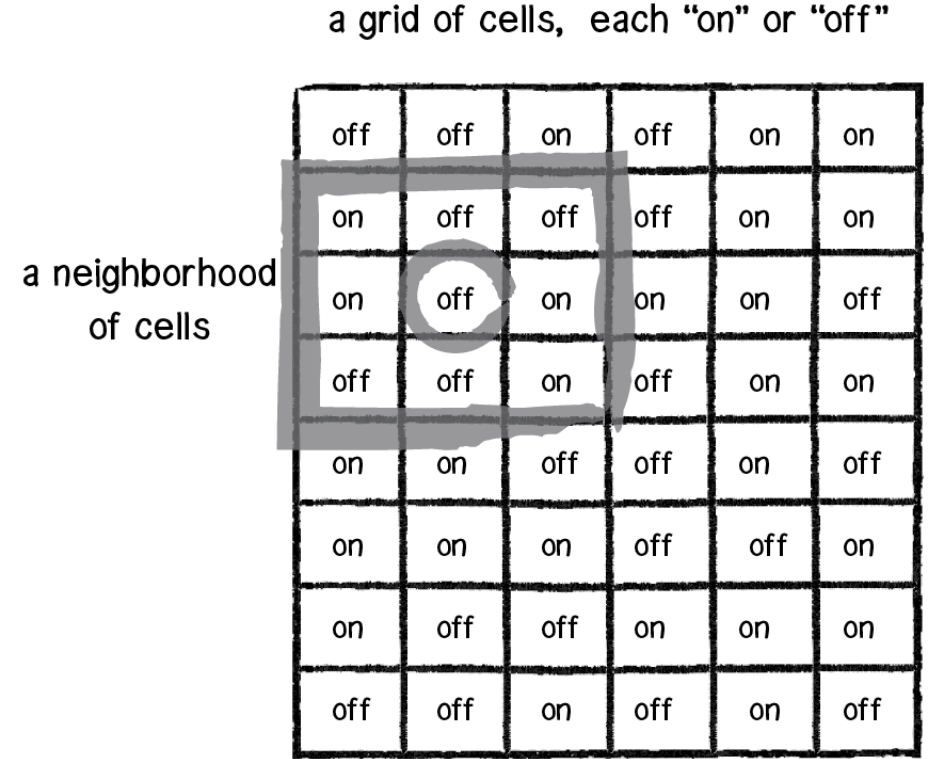 a grid of cells, each “on” or “off”
off off on off on on
on off off off on on
a neighborhood
of cells
on off on on on off
off off on off on on
on on off off on off
on on on off off on
on off off on on on
off off on off on off